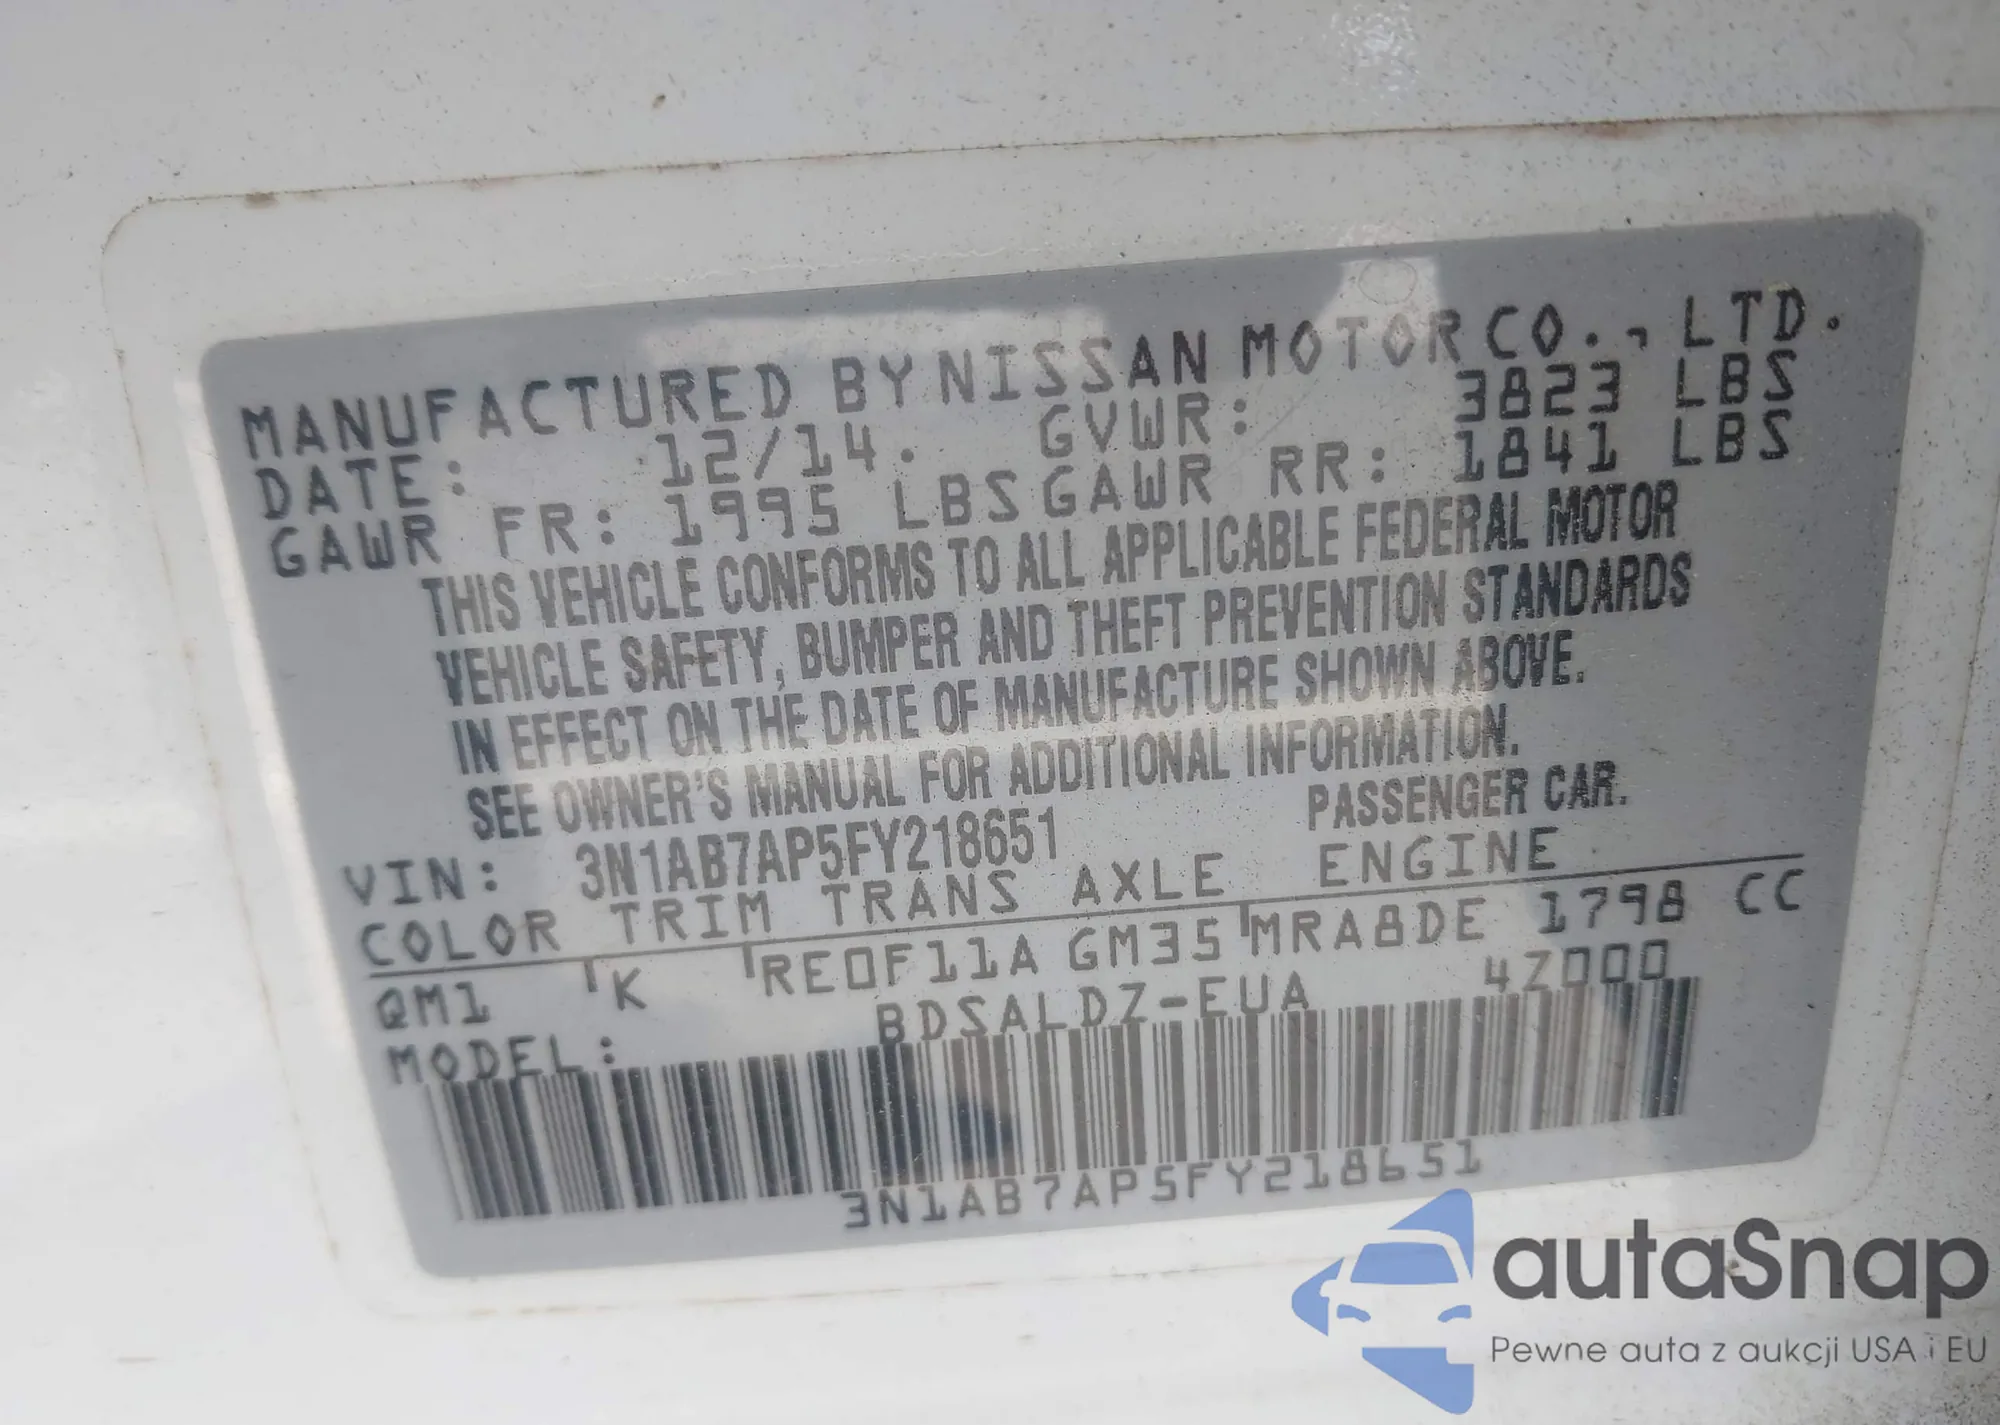 MANUFACTURED BY NISSAN MOTOR CO., LTD.
DATE: 12/14. GVWR: 3823 LBS
GAWR FR: 1995 LBS GAWR RR: 1841 LBS
THIS VEHICLE CONFORMS TO ALL APPLICABLE FEDERAL MOTOR
VEHICLE SAFETY, BUMPER AND THEFT PREVENTION STANDARDS
IN EFFECT ON THE DATE OF MANUFACTURE SHOWN ABOVE.
SEE OWNER'S MANUAL FOR ADDITIONAL INFORMATION.
VIN: 3N1AB7AP5FY218651 PASSENGER CAR.
COLOR TRIM TRANS AXLE ENGINE
QM1 K RE0F11A GM35 MRA8DE 1798 CC
MODEL: BDSALDZ-EUA 4Z000
3N1AB7AP5FY218651
autaSnap
Pewne auta z aukcji USA i EU